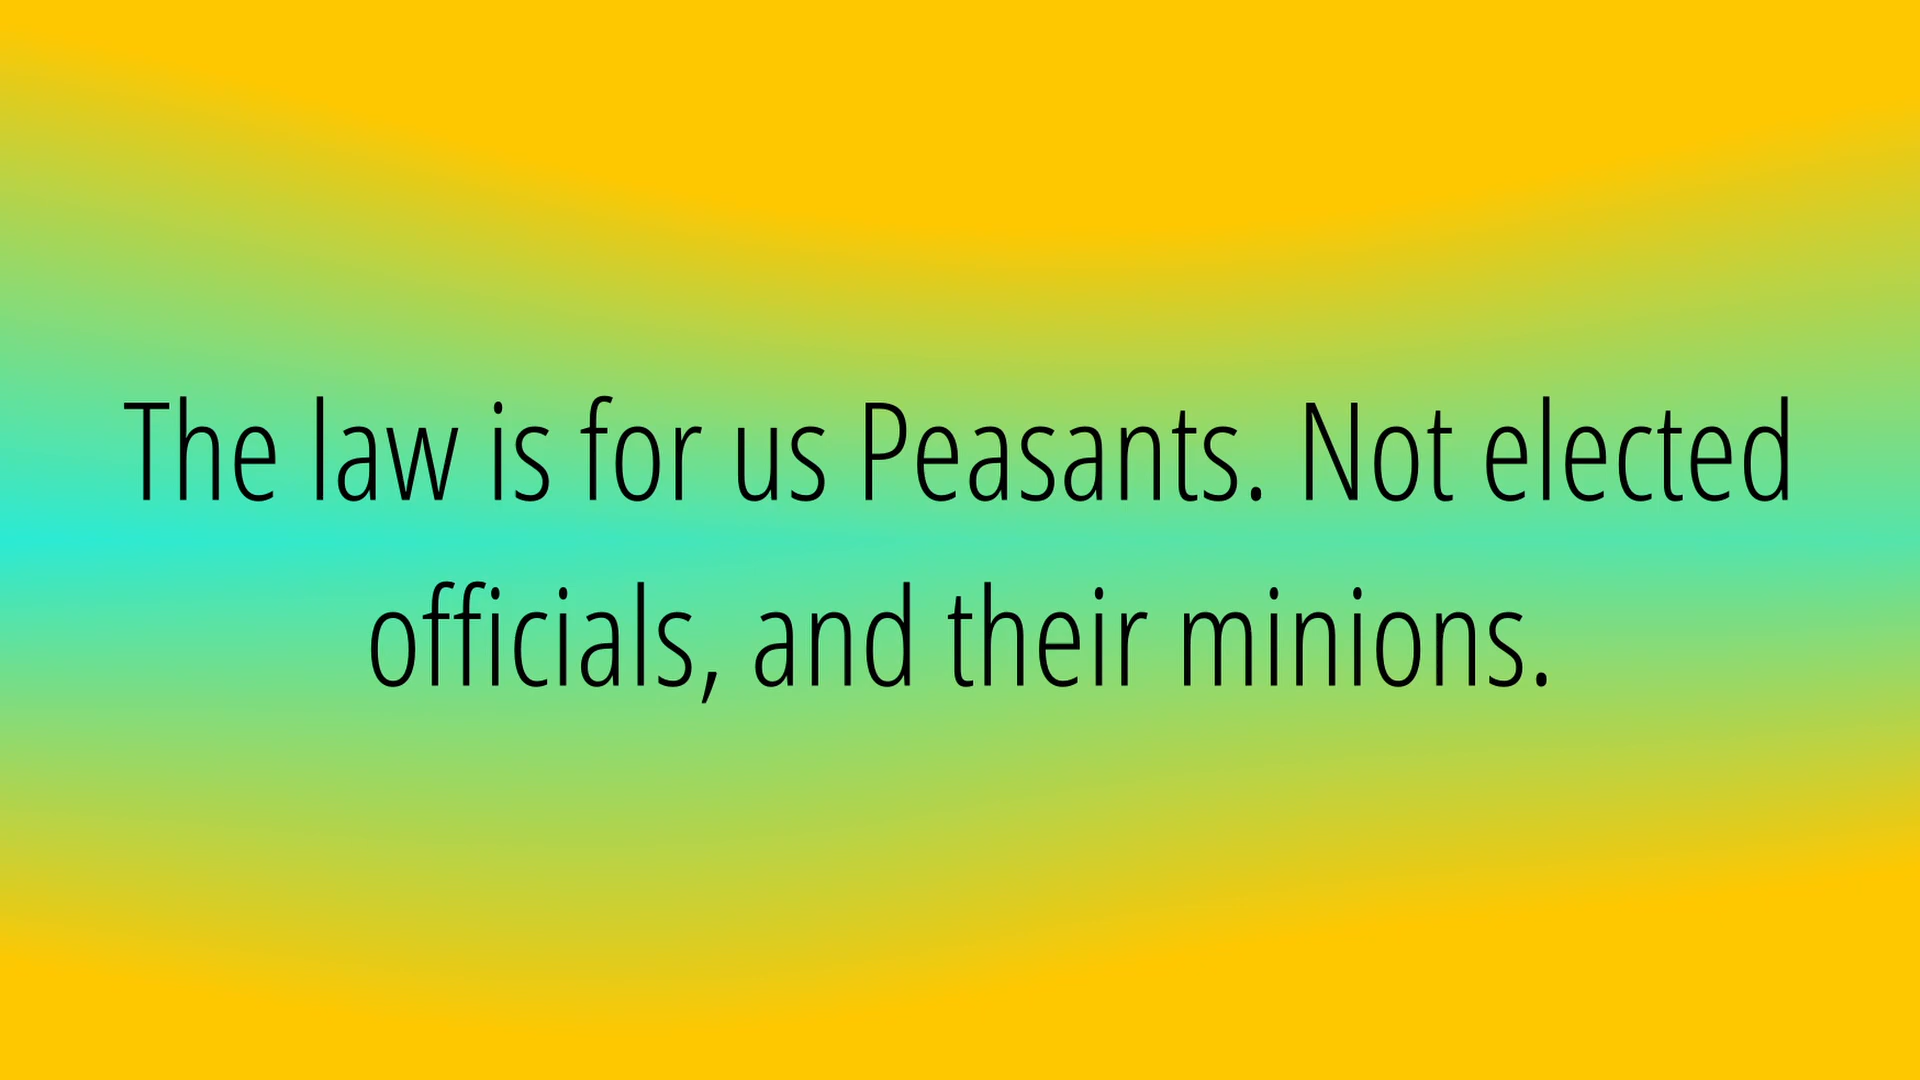 The law is for us Peasants. Not elected
officials, and their minions.